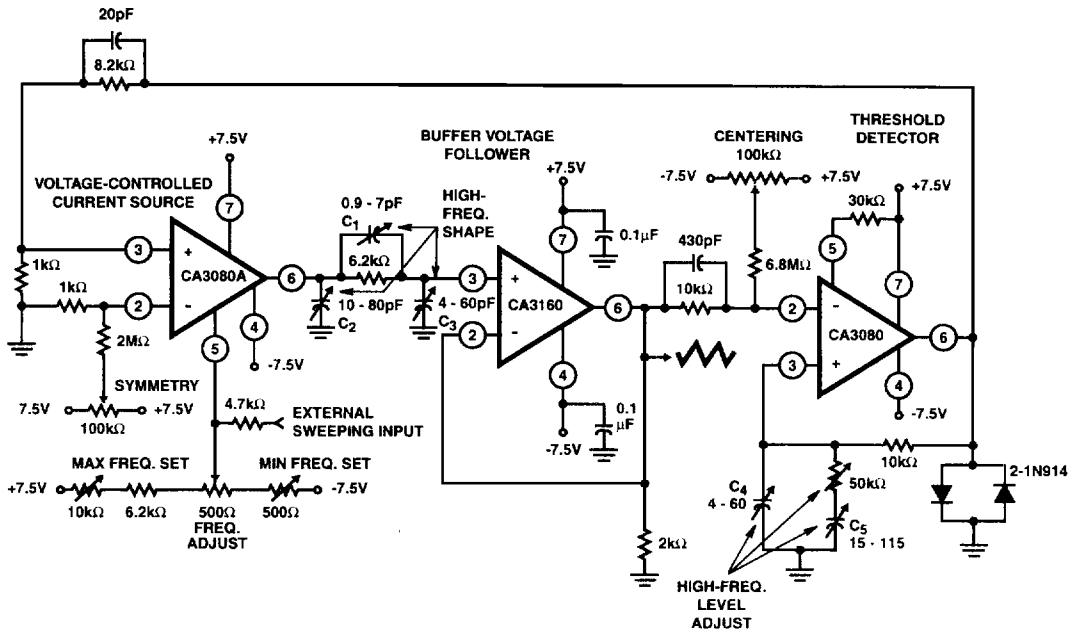 20pF
8.2kΩ
+7.5V
VOLTAGE-CONTROLLED
CURRENT SOURCE
7
3
+
CA3080A
6
1kΩ
1kΩ
2
-
4
-7.5V
5
2MΩ
SYMMETRY
7.5V
+7.5V
100kΩ
4.7kΩ
EXTERNAL
SWEEPING INPUT
MAX FREQ. SET
MIN FREQ. SET
+7.5V
-7.5V
10kΩ
6.2kΩ
500Ω
500Ω
FREQ.
ADJUST
BUFFER VOLTAGE
FOLLOWER
0.9 - 7pF
C1
HIGH-
FREQ.
SHAPE
6.2kΩ
10 - 80pF
C2
4 - 60pF
C3
+7.5V
7
0.1µF
3
+
CA3160
6
2
-
4
0.1
µF
-7.5V
2kΩ
430pF
10kΩ
CENTERING
100kΩ
-7.5V
+7.5V
6.8MΩ
THRESHOLD
DETECTOR
+7.5V
30kΩ
5
7
2
-
CA3080
6
3
+
4
-7.5V
10kΩ
2-1N914
C4
4 - 60
50kΩ
C5
15 - 115
HIGH-FREQ.
LEVEL
ADJUST